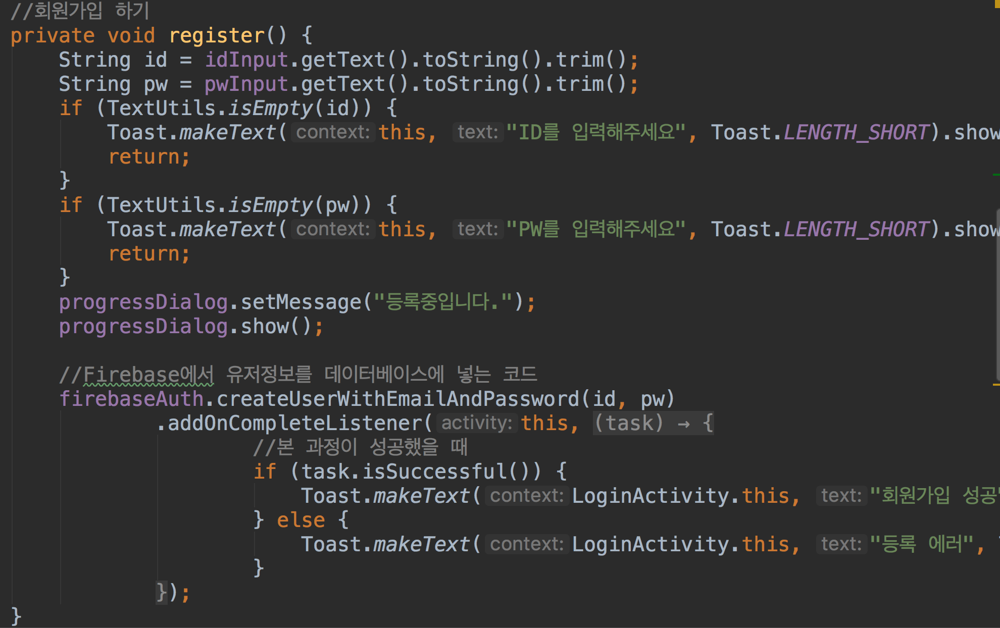 //회원가입 하기
private void register() {
String id = idInput.getText().toString().trim();
String pw = pwInput.getText().toString().trim();
if (TextUtils.isEmpty(id)) {
Toast.makeText( context: this, text: "ID를 입력해주세요", Toast.LENGTH_SHORT).show
return;
}
if (TextUtils.isEmpty(pw)) {
Toast.makeText( context: this, text: "PW를 입력해주세요", Toast.LENGTH_SHORT).show
return;
}
progressDialog.setMessage("등록중입니다.");
progressDialog.show();
//Firebase에서 유저정보를 데이터베이스에 넣는 코드
firebaseAuth.createUserWithEmailAndPassword(id, pw)
.addOnCompleteListener( activity: this, (task) → {
//본 과정이 성공했을 때
if (task.isSuccessful()) {
Toast.makeText( context: LoginActivity.this, text: "회원가입 성공"
} else {
Toast.makeText( context: LoginActivity.this, text: "등록 에러",
}
});
}